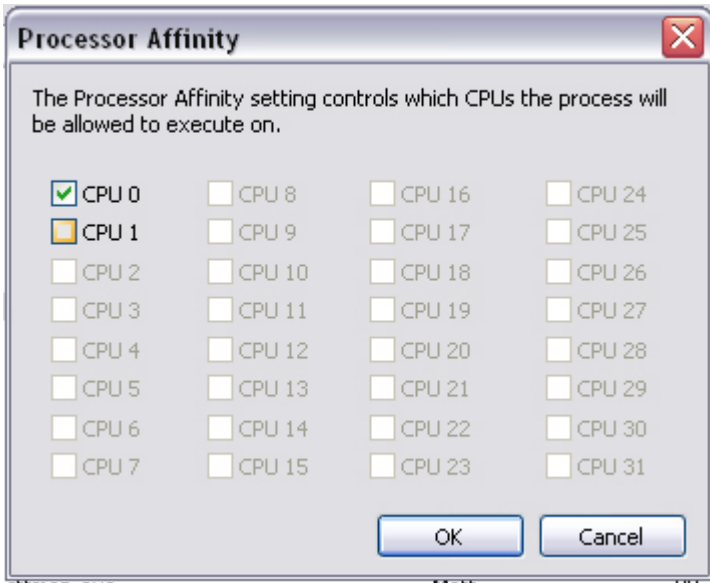 Processor Affinity
The Processor Affinity setting controls which CPUs the process will
be allowed to execute on.
CPU 0 CPU 8 CPU 16 CPU 24
CPU 1 CPU 9 CPU 17 CPU 25
CPU 2 CPU 10 CPU 18 CPU 26
CPU 3 CPU 11 CPU 19 CPU 27
CPU 4 CPU 12 CPU 20 CPU 28
CPU 5 CPU 13 CPU 21 CPU 29
CPU 6 CPU 14 CPU 22 CPU 30
CPU 7 CPU 15 CPU 23 CPU 31
OK Cancel